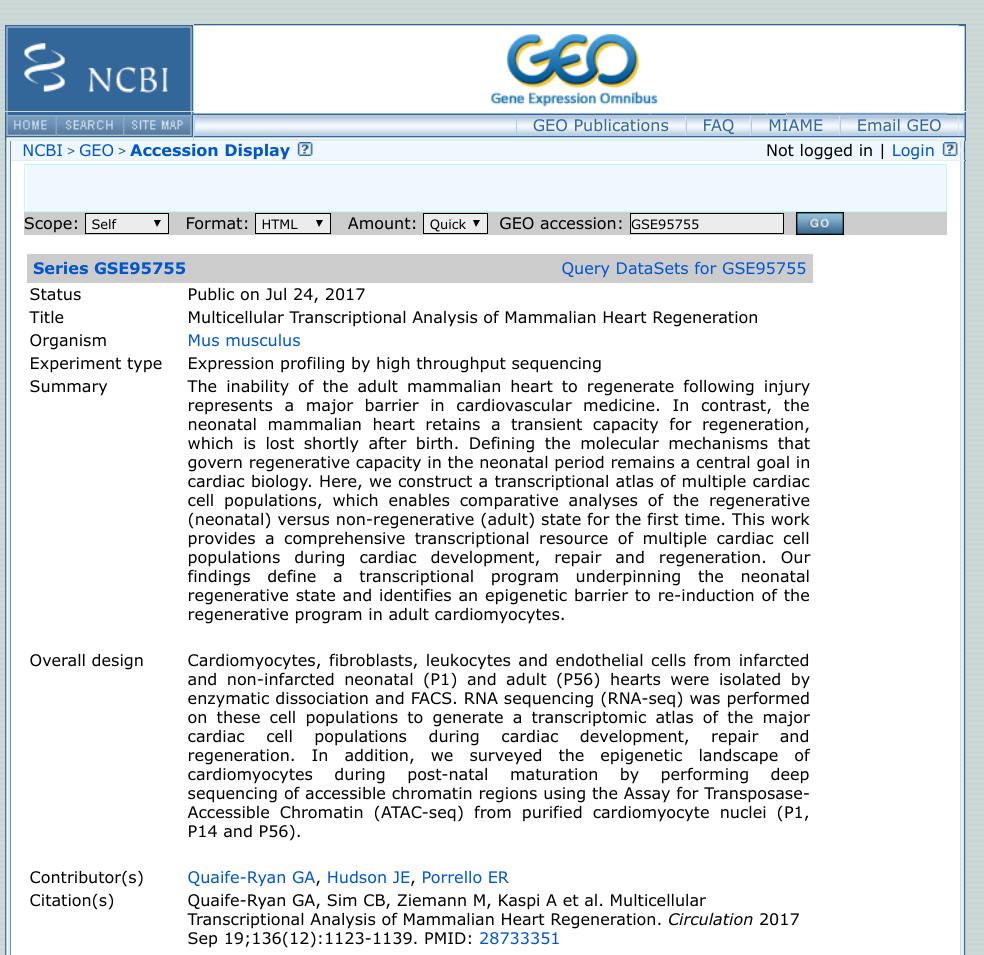 NCBI
GEO
Gene Expression Omnibus
HOME SEARCH SITE MAP
GEO Publications FAQ MIAME Email GEO
NCBI > GEO > Accession Display ?
Not logged in | Login ?
Scope: Self Format: HTML Amount: Quick GEO accession: GSE95755 GO
Series GSE95755 Query DataSets for GSE95755
Status Public on Jul 24, 2017
Title Multicellular Transcriptional Analysis of Mammalian Heart Regeneration
Organism Mus musculus
Experiment type Expression profiling by high throughput sequencing
Summary The inability of the adult mammalian heart to regenerate following injury
represents a major barrier in cardiovascular medicine. In contrast, the
neonatal mammalian heart retains a transient capacity for regeneration,
which is lost shortly after birth. Defining the molecular mechanisms that
govern regenerative capacity in the neonatal period remains a central goal in
cardiac biology. Here, we construct a transcriptional atlas of multiple cardiac
cell populations, which enables comparative analyses of the regenerative
(neonatal) versus non-regenerative (adult) state for the first time. This work
provides a comprehensive transcriptional resource of multiple cardiac cell
populations during cardiac development, repair and regeneration. Our
findings define a transcriptional program underpinning the neonatal
regenerative state and identifies an epigenetic barrier to re-induction of the
regenerative program in adult cardiomyocytes.
Overall design Cardiomyocytes, fibroblasts, leukocytes and endothelial cells from infarcted
and non-infarcted neonatal (P1) and adult (P56) hearts were isolated by
enzymatic dissociation and FACS. RNA sequencing (RNA-seq) was performed
on these cell populations to generate a transcriptomic atlas of the major
cardiac cell populations during cardiac development, repair and
regeneration. In addition, we surveyed the epigenetic landscape of
cardiomyocytes during post-natal maturation by performing deep
sequencing of accessible chromatin regions using the Assay for Transposase-
Accessible Chromatin (ATAC-seq) from purified cardiomyocyte nuclei (P1,
P14 and P56).
Contributor(s) Quaife-Ryan GA, Hudson JE, Porrello ER
Citation(s) Quaife-Ryan GA, Sim CB, Ziemann M, Kaspi A et al. Multicellular
Transcriptional Analysis of Mammalian Heart Regeneration. Circulation 2017
Sep 19;136(12):1123-1139. PMID: 28733351